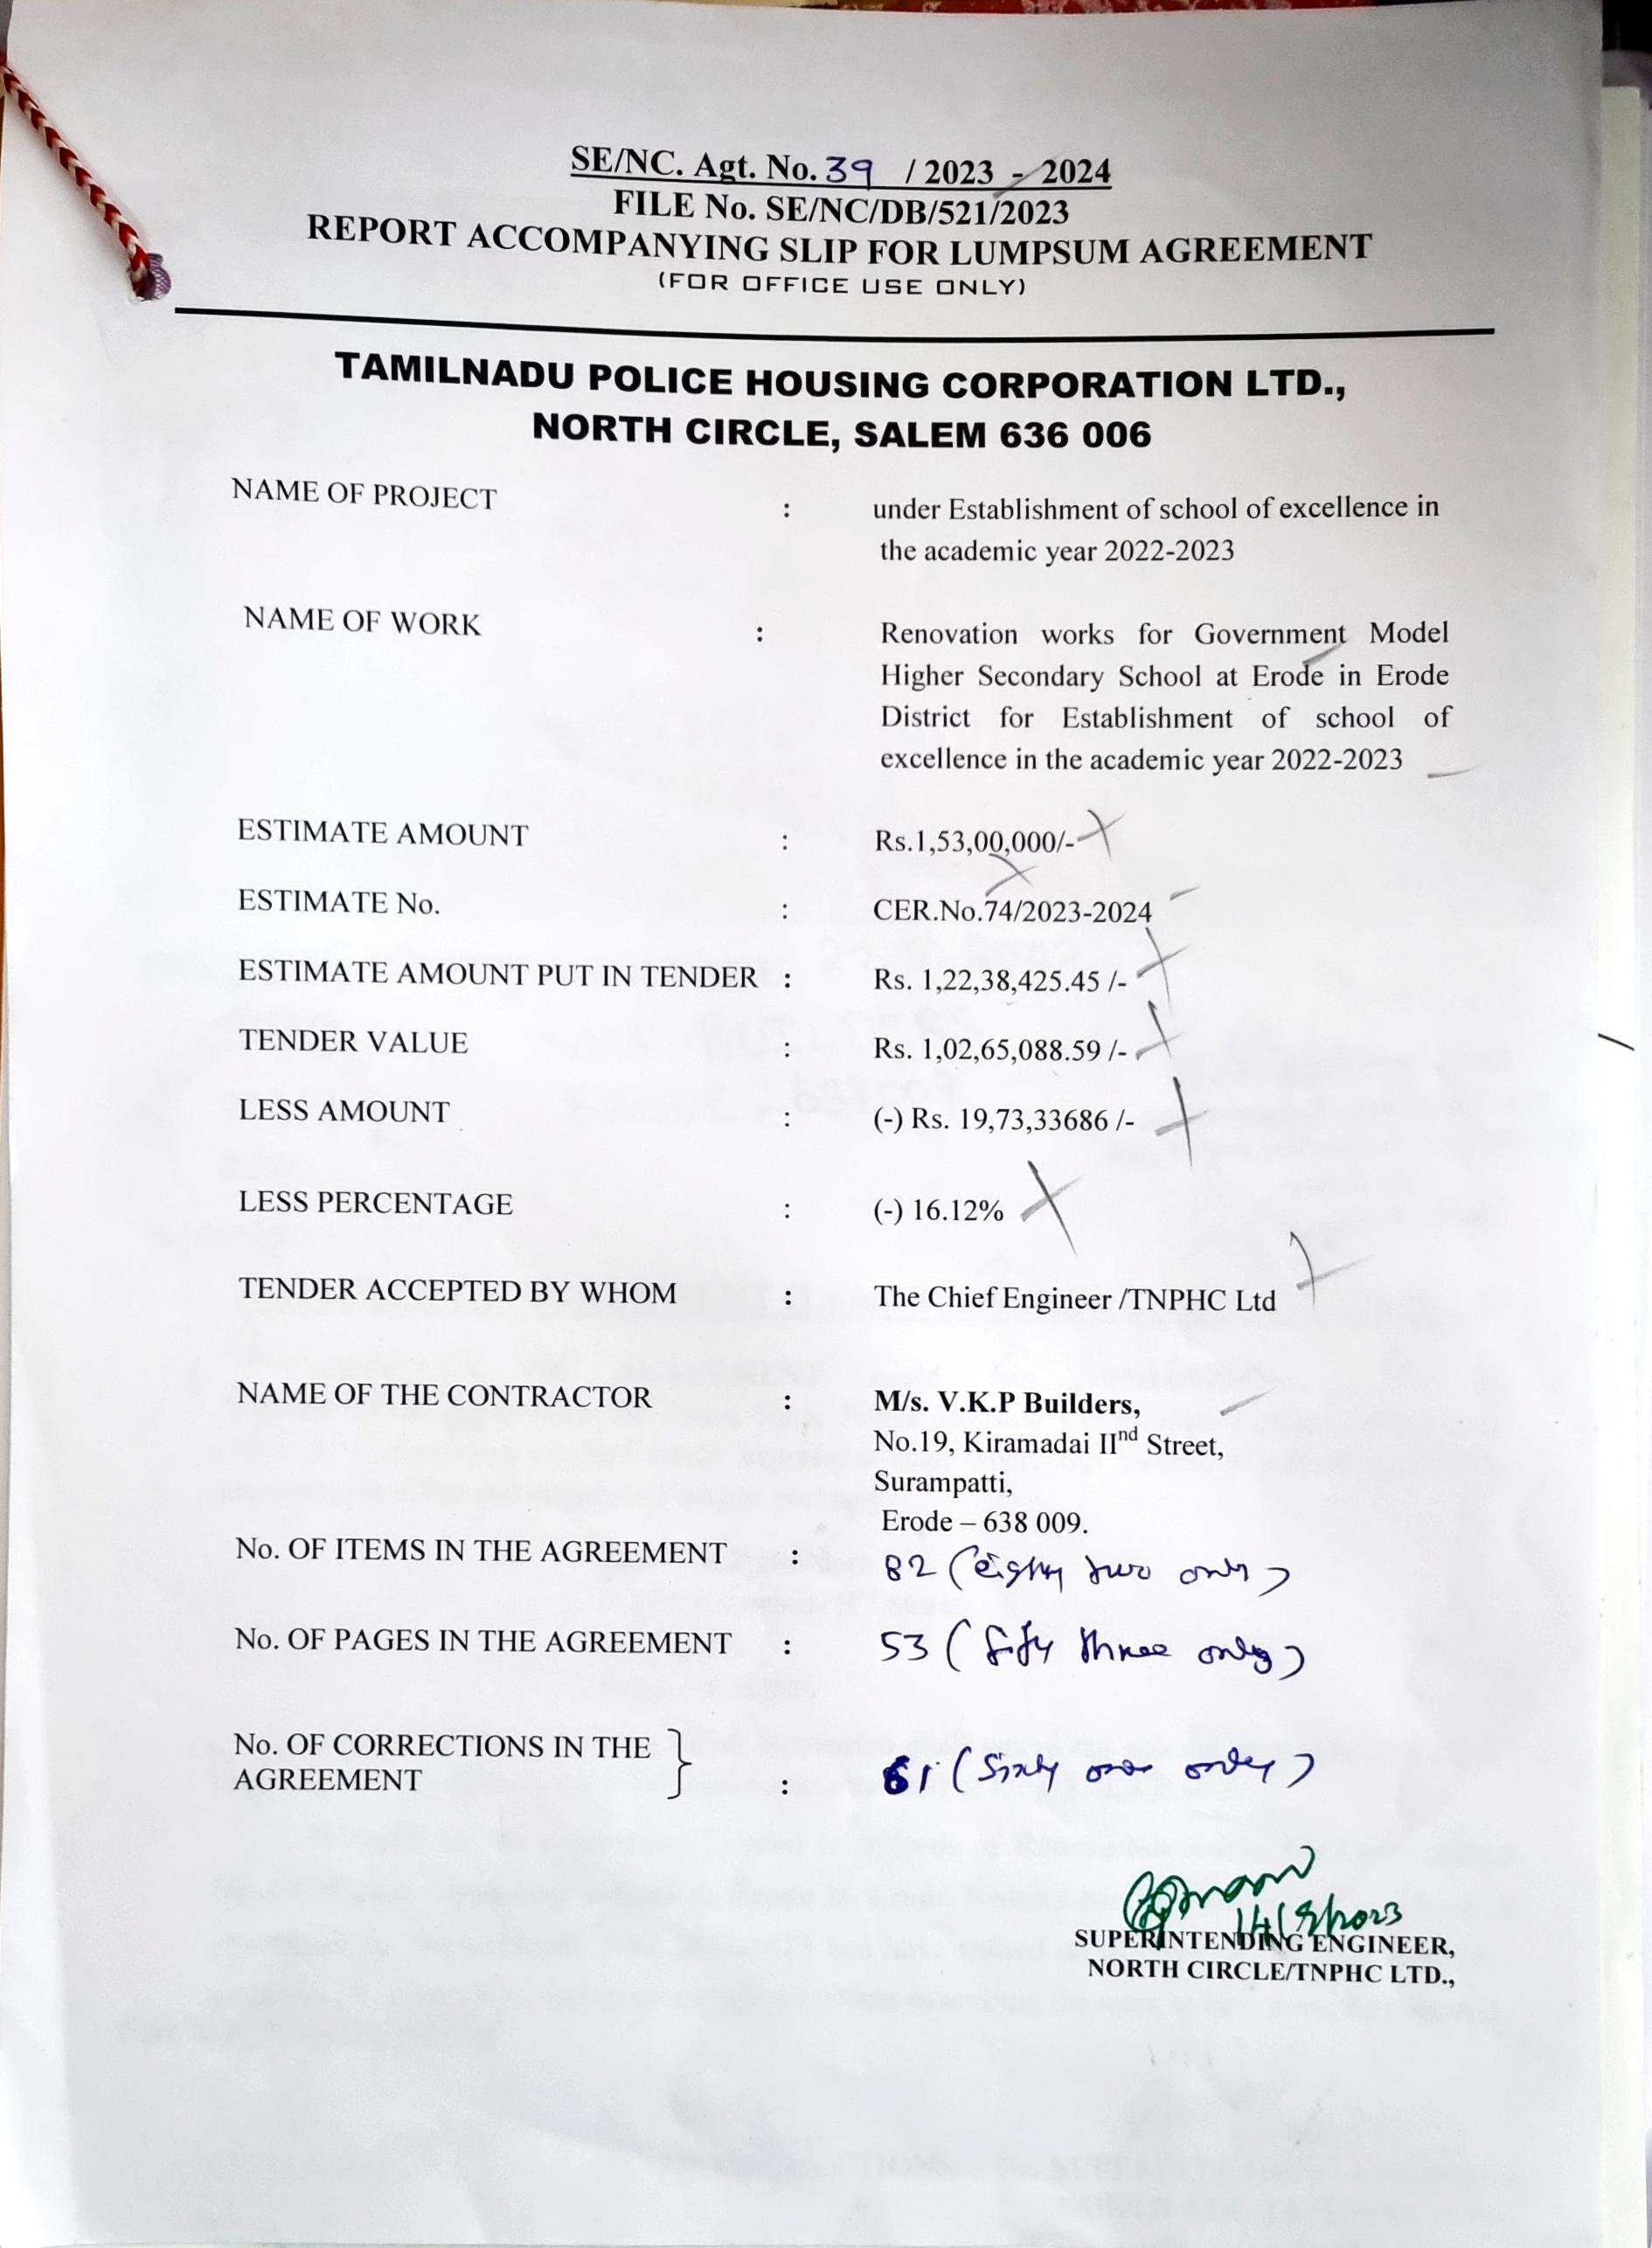 SE/NC. Agt. No. 39 / 2023 - 2024
FILE No. SE/NC/DB/521/2023
REPORT ACCOMPANYING SLIP FOR LUMPSUM AGREEMENT
(FOR OFFICE USE ONLY)
TAMILNADU POLICE HOUSING CORPORATION LTD.,
NORTH CIRCLE, SALEM 636 006
NAME OF PROJECT : under Establishment of school of excellence in
the academic year 2022-2023
NAME OF WORK : Renovation works for Government Model
Higher Secondary School at Erode in Erode
District for Establishment of school of
excellence in the academic year 2022-2023
ESTIMATE AMOUNT : Rs.1,53,00,000/-
ESTIMATE No. : CER.No.74/2023-2024
ESTIMATE AMOUNT PUT IN TENDER : Rs. 1,22,38,425.45 /-
TENDER VALUE : Rs. 1,02,65,088.59 /-
LESS AMOUNT : (-) Rs. 19,73,33686 /-
LESS PERCENTAGE : (-) 16.12%
TENDER ACCEPTED BY WHOM : The Chief Engineer /TNPHC Ltd
NAME OF THE CONTRACTOR : M/s. V.K.P Builders,
No.19, Kiramadai IInd Street,
Surampatti,
Erode – 638 009.
No. OF ITEMS IN THE AGREEMENT : 82 (eighty two only)
No. OF PAGES IN THE AGREEMENT : 53 (fifty three only)
No. OF CORRECTIONS IN THE
AGREEMENT : 61 (Sixty one only)
14/8/2023
SUPERINTENDING ENGINEER,
NORTH CIRCLE/TNPHC LTD.,